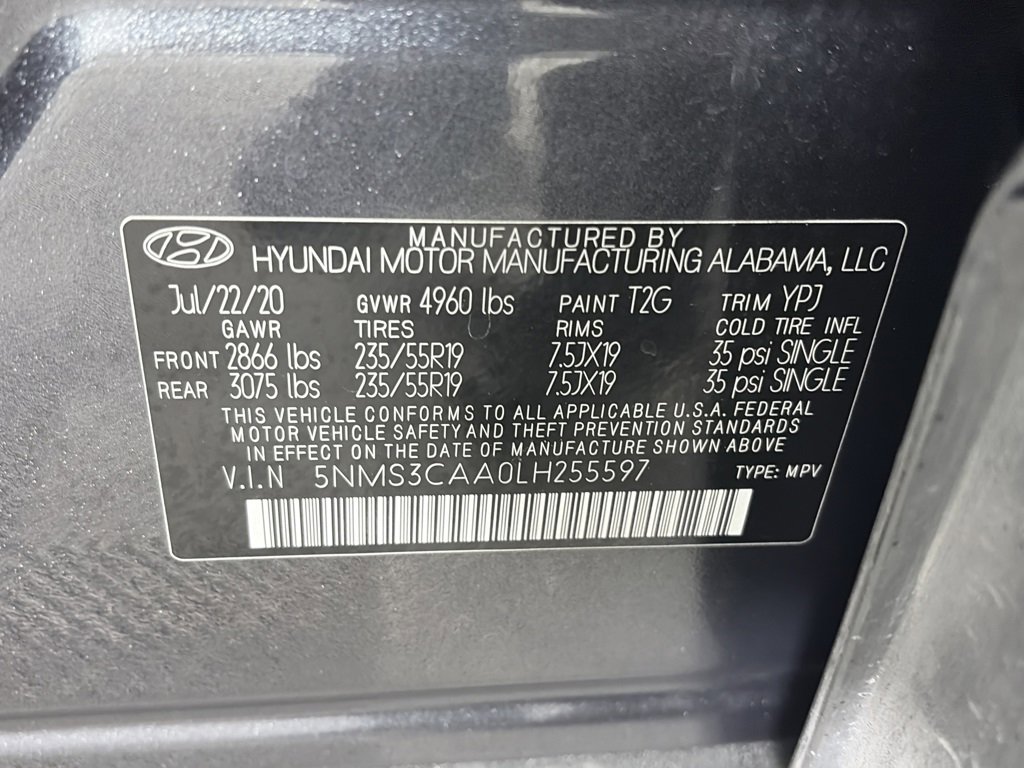 MANUFACTURED BY
HYUNDAI MOTOR MANUFACTURING ALABAMA, LLC
Jul/22/20 GVWR 4960 lbs PAINT T2G TRIM YPJ
GAWR TIRES RIMS COLD TIRE INFL
FRONT 2866 lbs 235/55R19 7.5JX19 35 psi SINGLE
REAR 3075 lbs 235/55R19 7.5JX19 35 psi SINGLE
THIS VEHICLE CONFORMS TO ALL APPLICABLE U.S.A. FEDERAL
MOTOR VEHICLE SAFETY AND THEFT PREVENTION STANDARDS
IN EFFECT ON THE DATE OF MANUFACTURE SHOWN ABOVE
V.I.N 5NMS3CAA0LH255597 TYPE: MPV